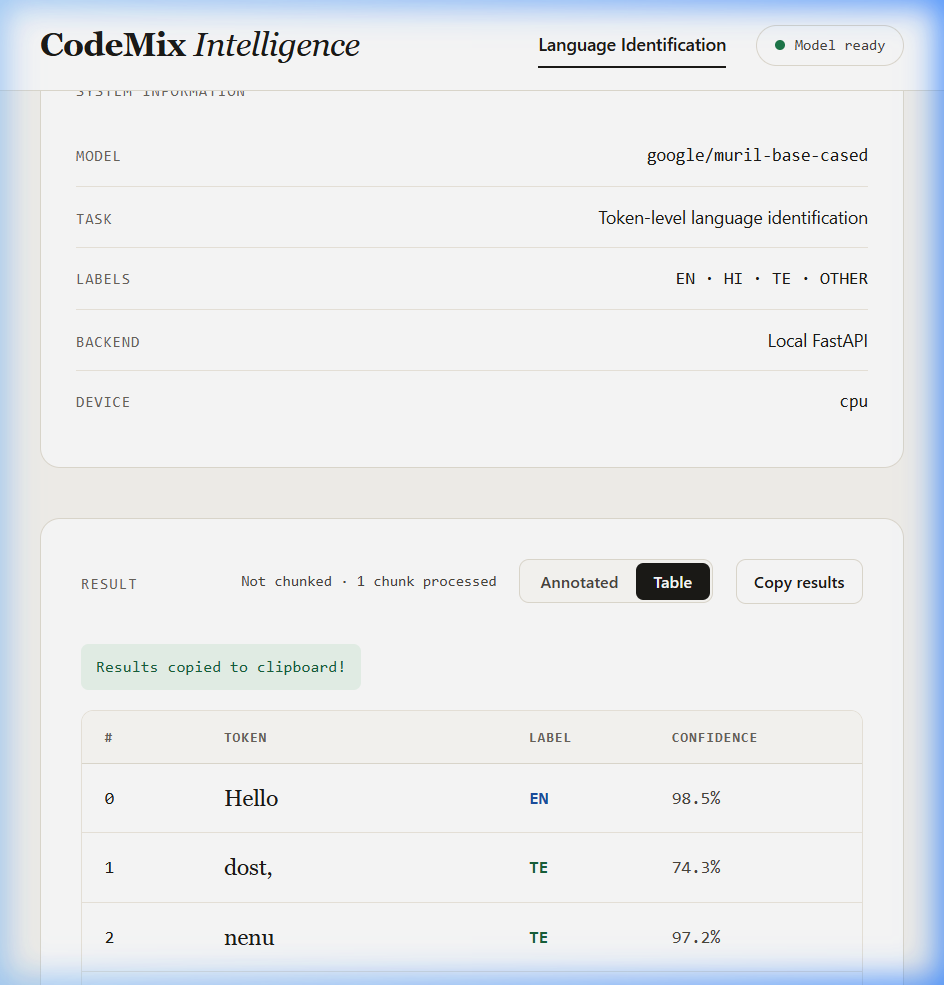 CodeMix Intelligence
Language Identification
Model ready
SYSTEM INFORMATION
MODEL google/muril-base-cased
TASK Token-level language identification
LABELS EN · HI · TE · OTHER
BACKEND Local FastAPI
DEVICE cpu
RESULT Not chunked · 1 chunk processed Annotated Table Copy results
Results copied to clipboard!
# TOKEN LABEL CONFIDENCE
0 Hello EN 98.5%
1 dost, TE 74.3%
2 nenu TE 97.2%